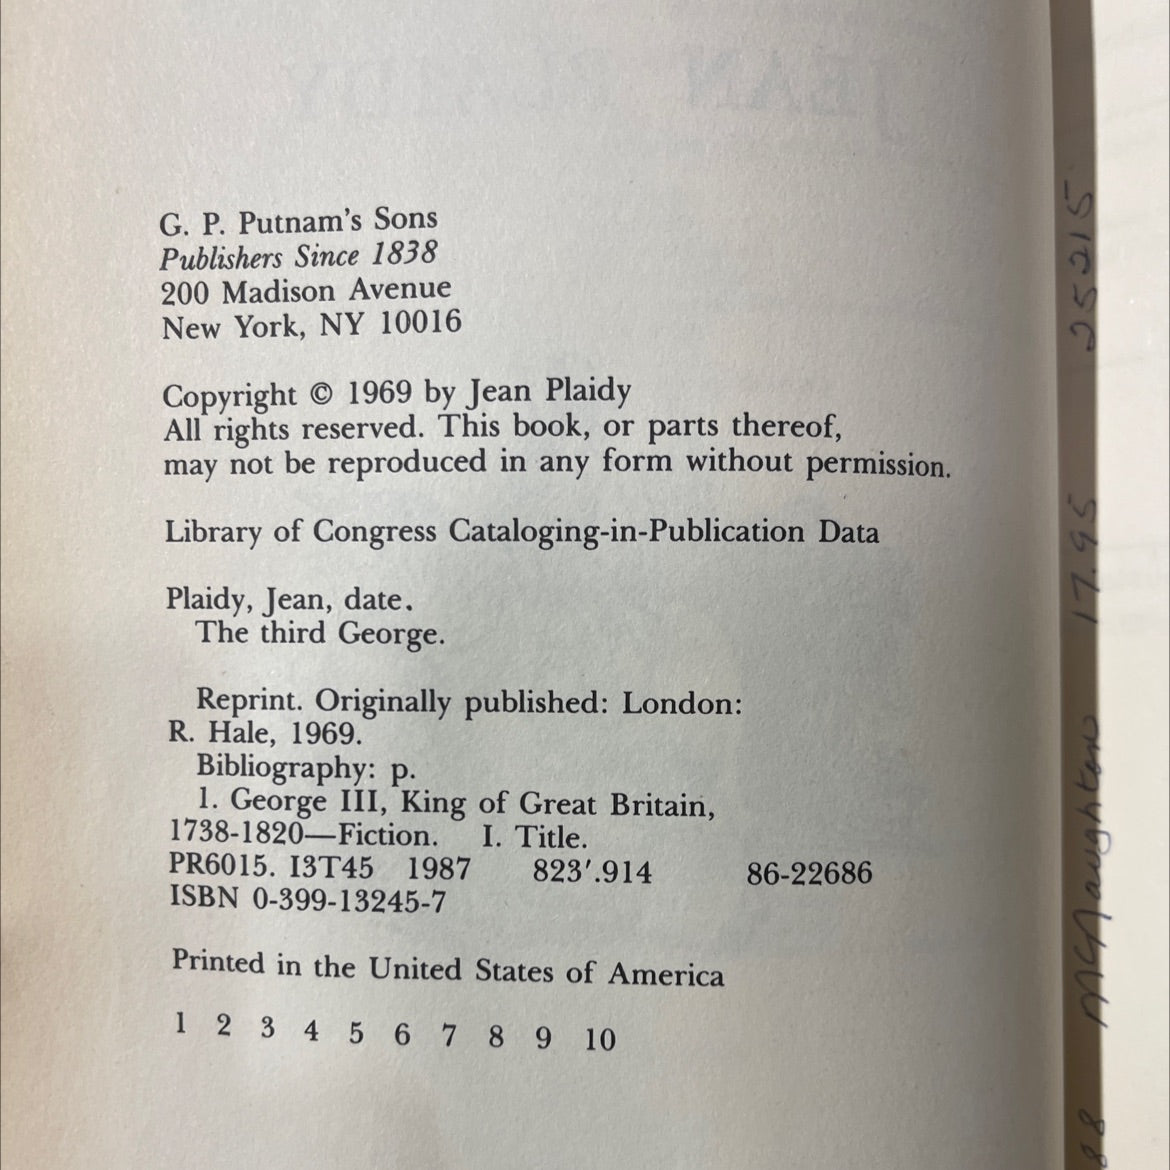 JEAN PLAIDY
G. P. Putnam's Sons
Publishers Since 1838
200 Madison Avenue
New York, NY 10016
Copyright © 1969 by Jean Plaidy
All rights reserved. This book, or parts thereof,
may not be reproduced in any form without permission.
Library of Congress Cataloging-in-Publication Data
Plaidy, Jean, date.
The third George.
Reprint. Originally published: London:
R. Hale, 1969.
Bibliography: p.
1. George III, King of Great Britain,
1738-1820—Fiction. I. Title.
PR6015. I3T45 1987 823'.914 86-22686
ISBN 0-399-13245-7
Printed in the United States of America
1 2 3 4 5 6 7 8 9 10
88 McNaughton 17.95 25215